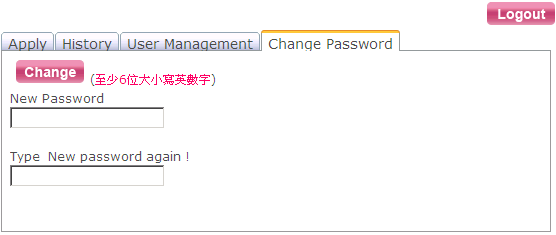 Logout
Apply History User Management Change Password
Change (至少6位大小寫英數字)
New Password
Type New password again !